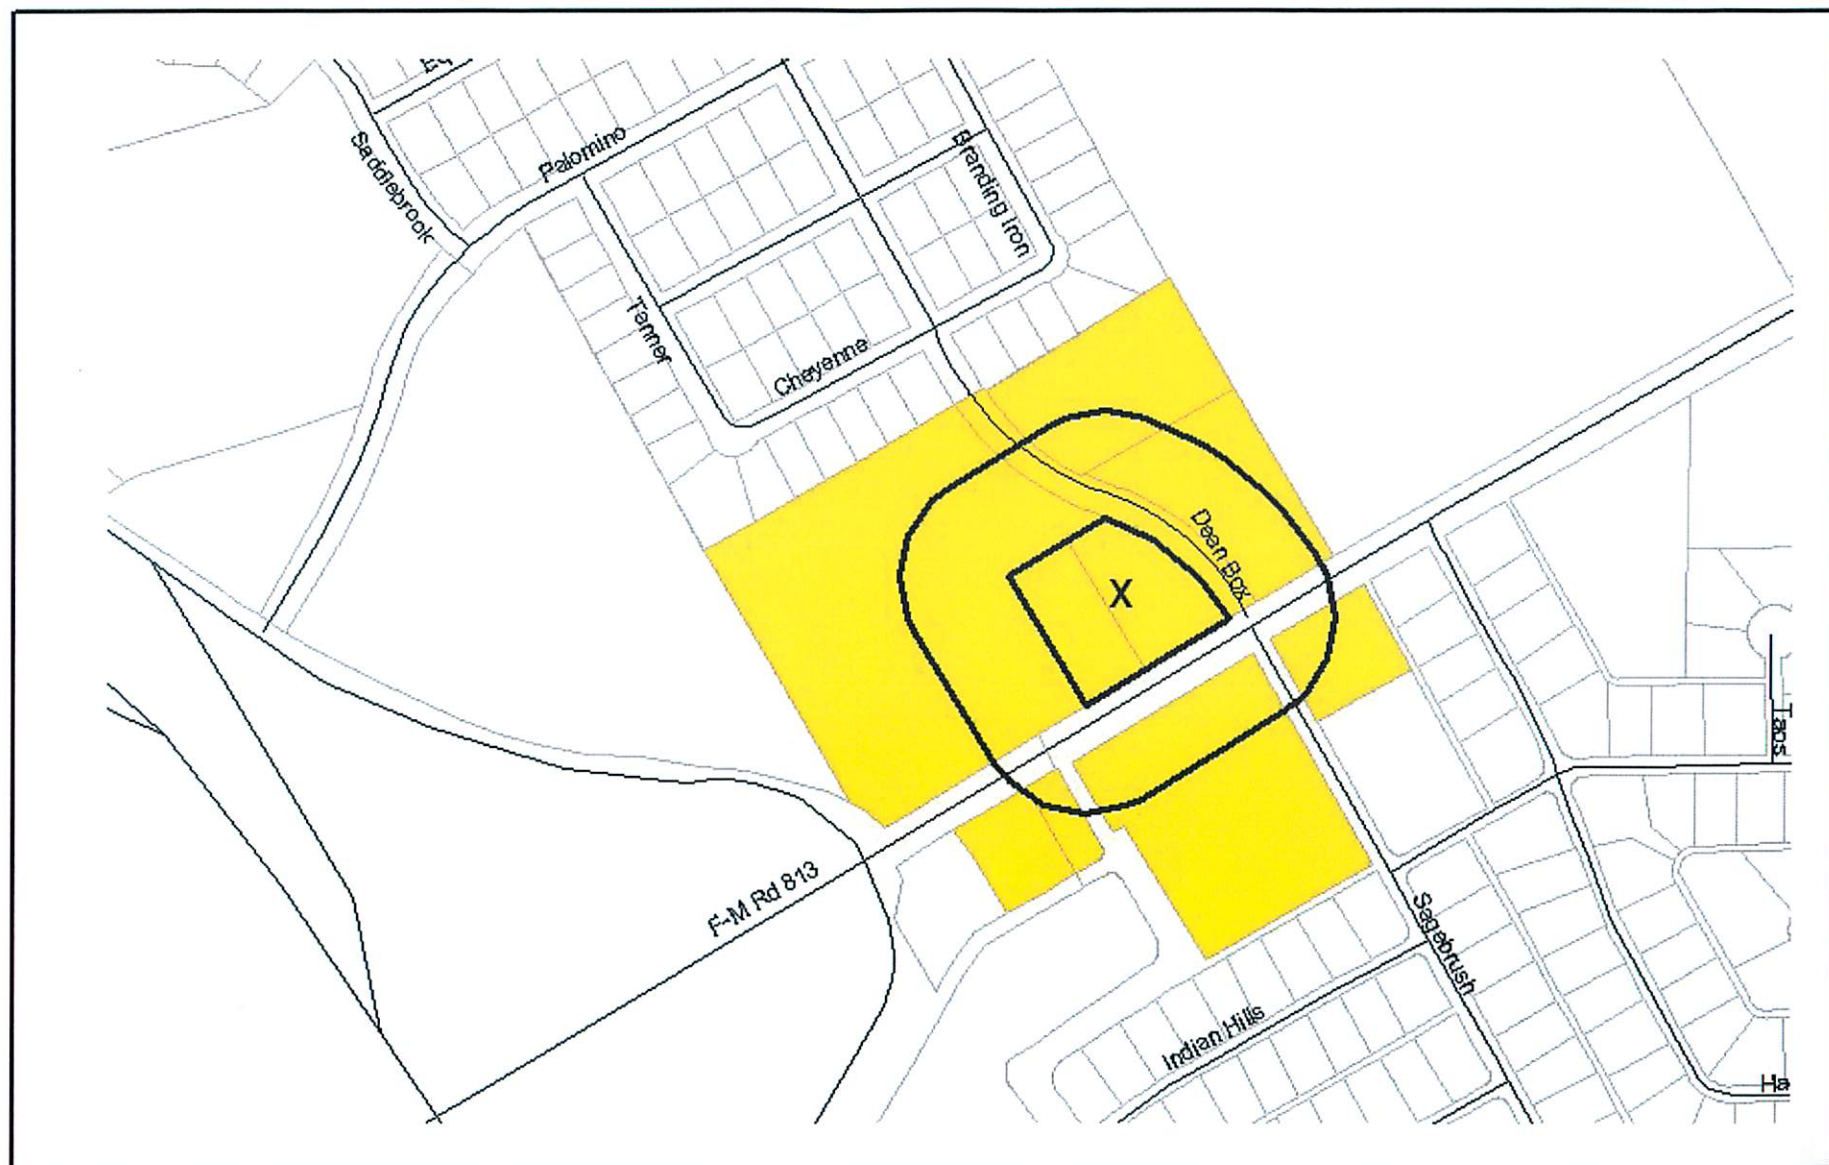 Saddlebrook
Palomino
Branding Iron
Tanner
Cheyenne
Dean Box
X
Taos
F-M Rd 813
Sagebrush
Indian Hills
Ha